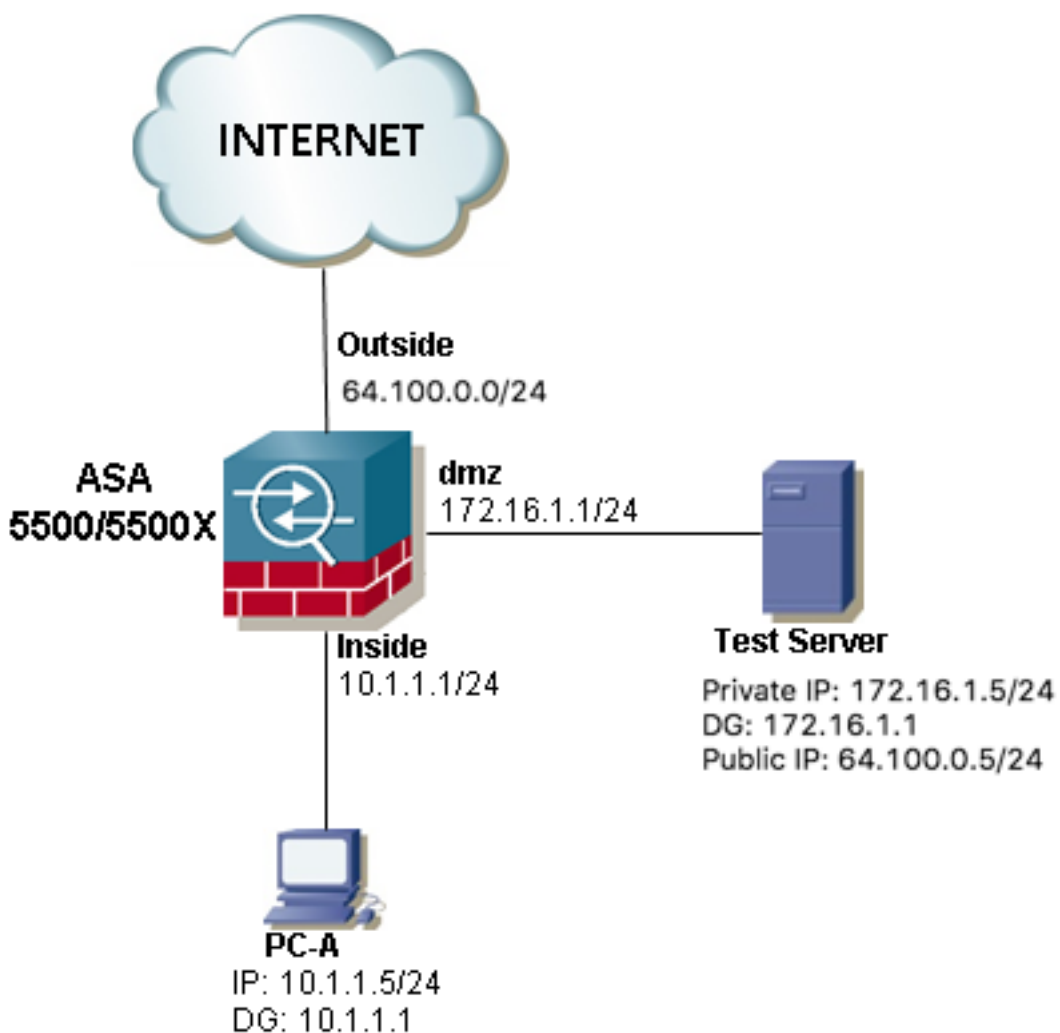 INTERNET
Outside
64.100.0.0/24
ASA
5500/5500X
dmz
172.16.1.1/24
Test Server
Private IP: 172.16.1.5/24
DG: 172.16.1.1
Public IP: 64.100.0.5/24
Inside
10.1.1.1/24
PC-A
IP: 10.1.1.5/24
DG: 10.1.1.1